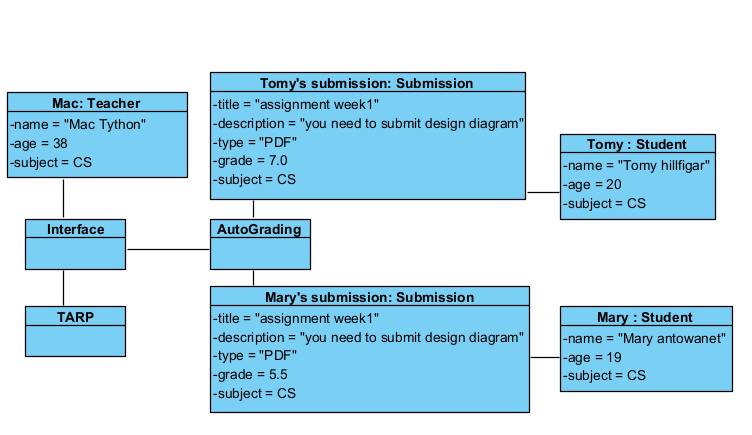 Mac: Teacher
-name = "Mac Tython"
-age = 38
-subject = CS
Tomy's submission: Submission
-title = "assignment week1"
-description = "you need to submit design diagram"
-type = "PDF"
-grade = 7.0
-subject = CS
Tomy : Student
-name = "Tomy hillfigar"
-age = 20
-subject = CS
Interface
AutoGrading
TARP
Mary's submission: Submission
-title = "assignment week1"
-description = "you need to submit design diagram"
-type = "PDF"
-grade = 5.5
-subject = CS
Mary : Student
-name = "Mary antowanet"
-age = 19
-subject = CS